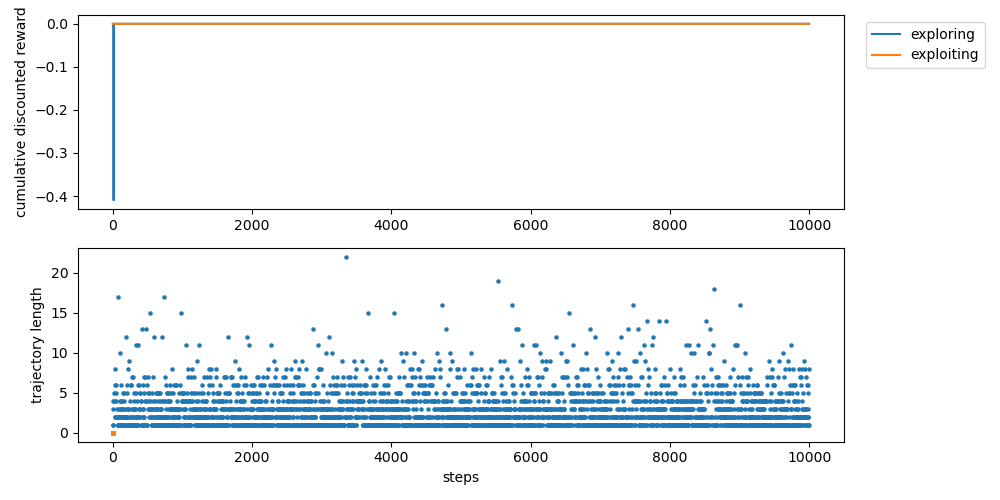 cumulative discounted reward
0.0
−0.1
−0.2
−0.3
−0.4
0 2000 4000 6000 8000 10000
exploring
exploiting
trajectory length
20
15
10
5
0
0 2000 4000 6000 8000 10000
steps